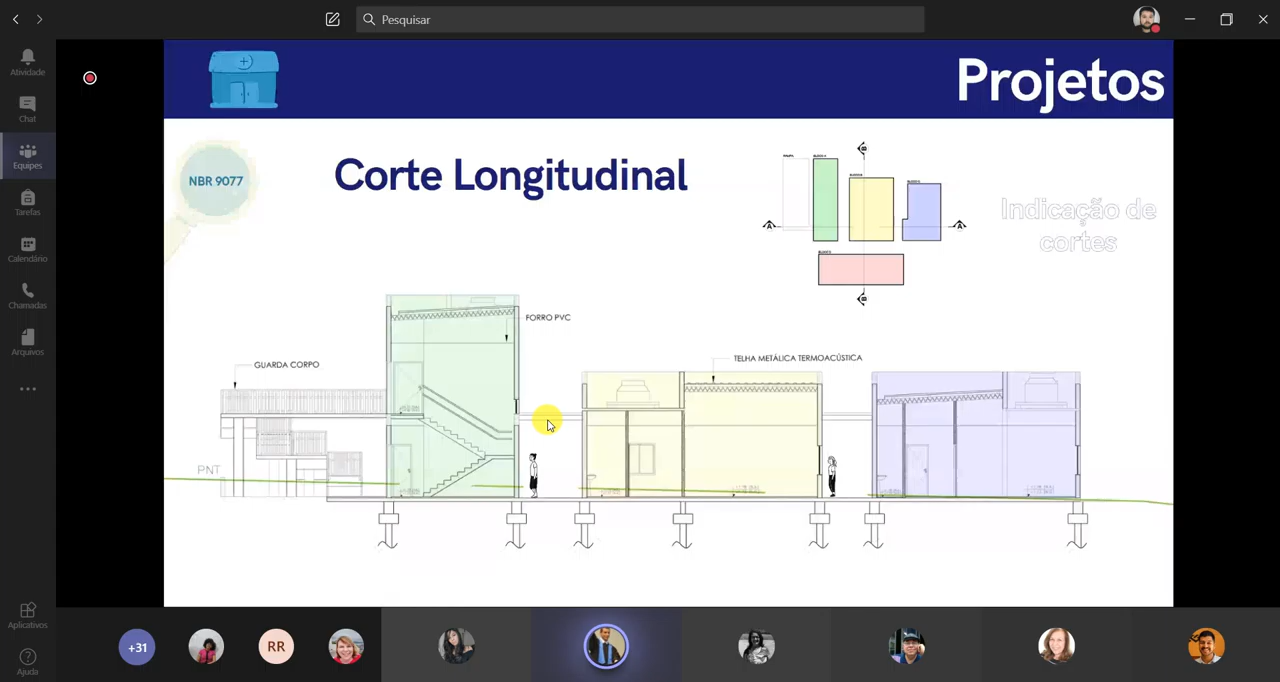 Pesquisar
Atividade
Chat
Equipes
Tarefas
Calendário
Chamadas
Arquivos
Aplicativos
Ajuda
Projetos
NBR 9077
Corte Longitudinal
A
A
B
B
Indicação de
cortes
FORRO PVC
GUARDA CORPO
TELHA METÁLICA TERMOACÚSTICA
PNT
+31
RR